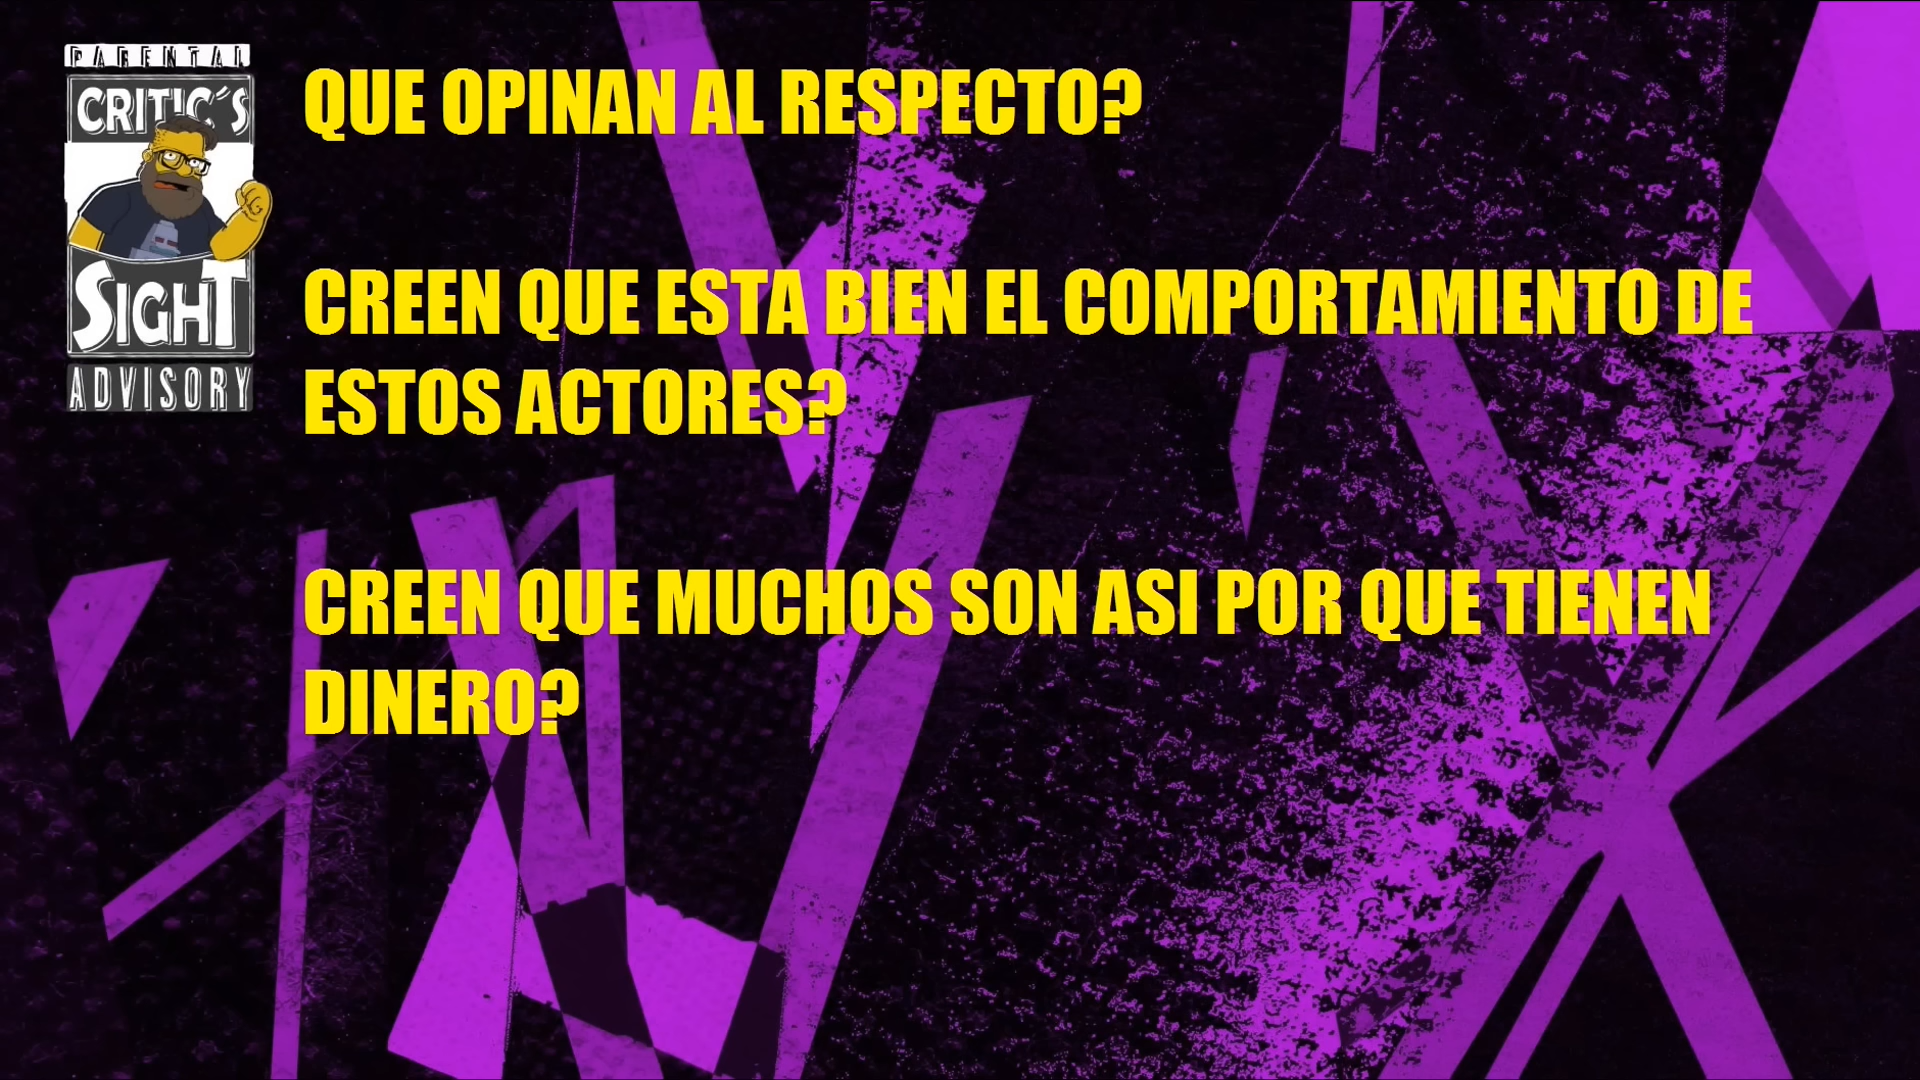 PARENTAL
CRITIC´S
SIGHT
ADVISORY
QUE OPINAN AL RESPECTO?
CREEN QUE ESTA BIEN EL COMPORTAMIENTO DE
ESTOS ACTORES?
CREEN QUE MUCHOS SON ASI POR QUE TIENEN
DINERO?